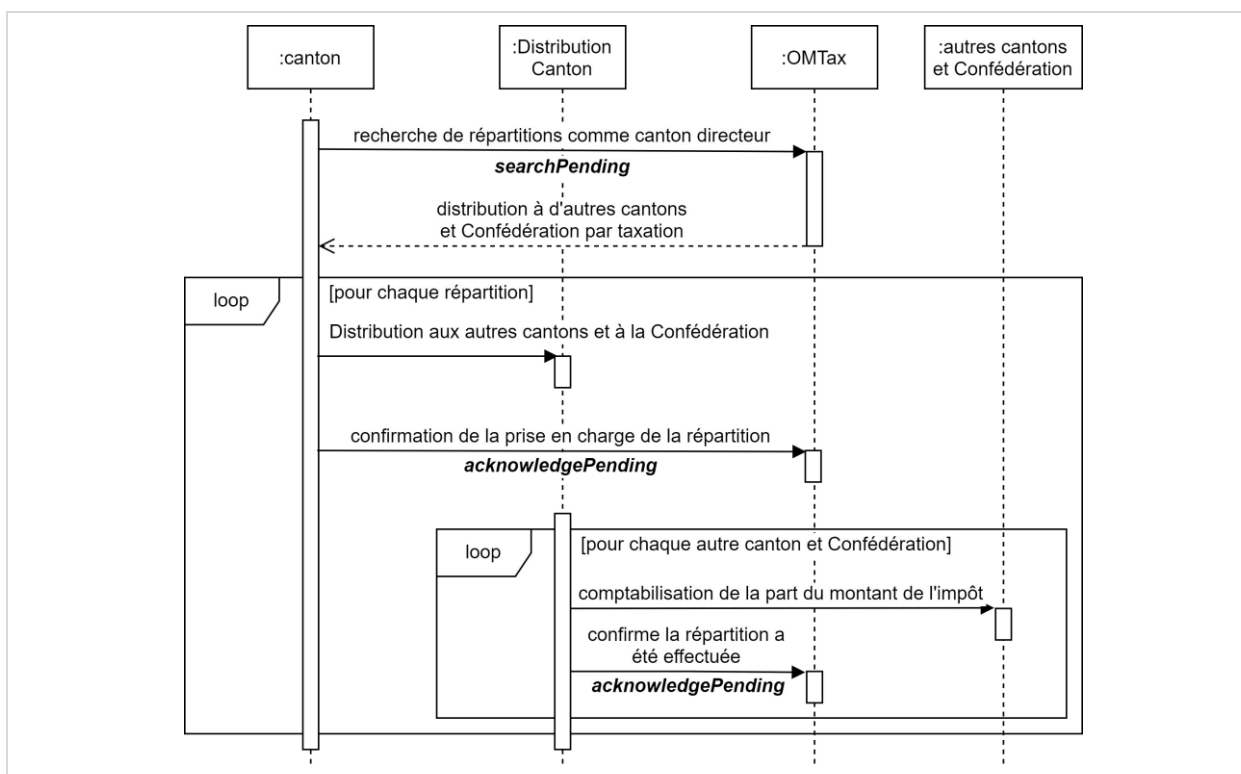 :canton
:Distribution
Canton
:OMTax
:autres cantons
et Confédération
recherche de répartitions comme canton directeur
searchPending
distribution à d'autres cantons
et Confédération par taxation
loop
[pour chaque répartition]
Distribution aux autres cantons et à la Confédération
confirmation de la prise en charge de la répartition
acknowledgePending
loop
[pour chaque autre canton et Confédération]
comptabilisation de la part du montant de l'impôt
confirme la répartition a
été effectuée
acknowledgePending